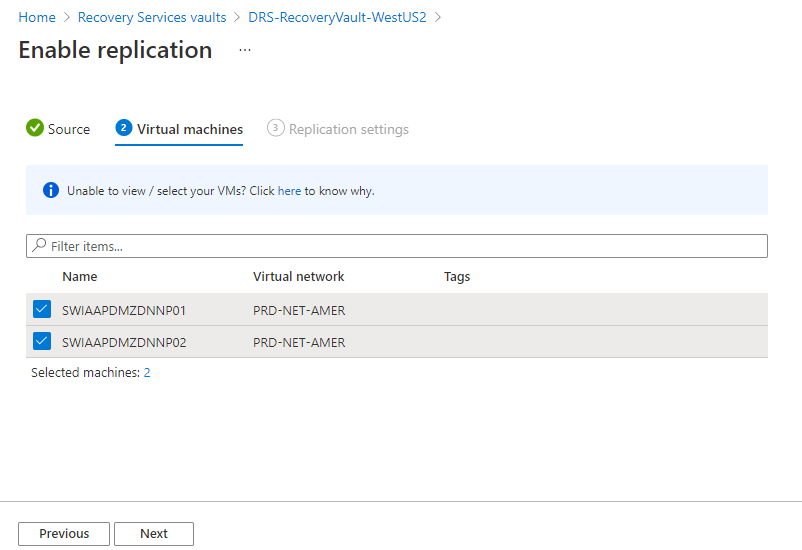 Home > Recovery Services vaults > DRS-RecoveryVault-WestUS2 >
Enable replication ...
Source 2 Virtual machines 3 Replication settings
Unable to view / select your VMs? Click here to know why.
Filter items...
Name Virtual network Tags
SWIAAPDMZDNNP01 PRD-NET-AMER
SWIAAPDMZDNNP02 PRD-NET-AMER
Selected machines: 2
Previous Next